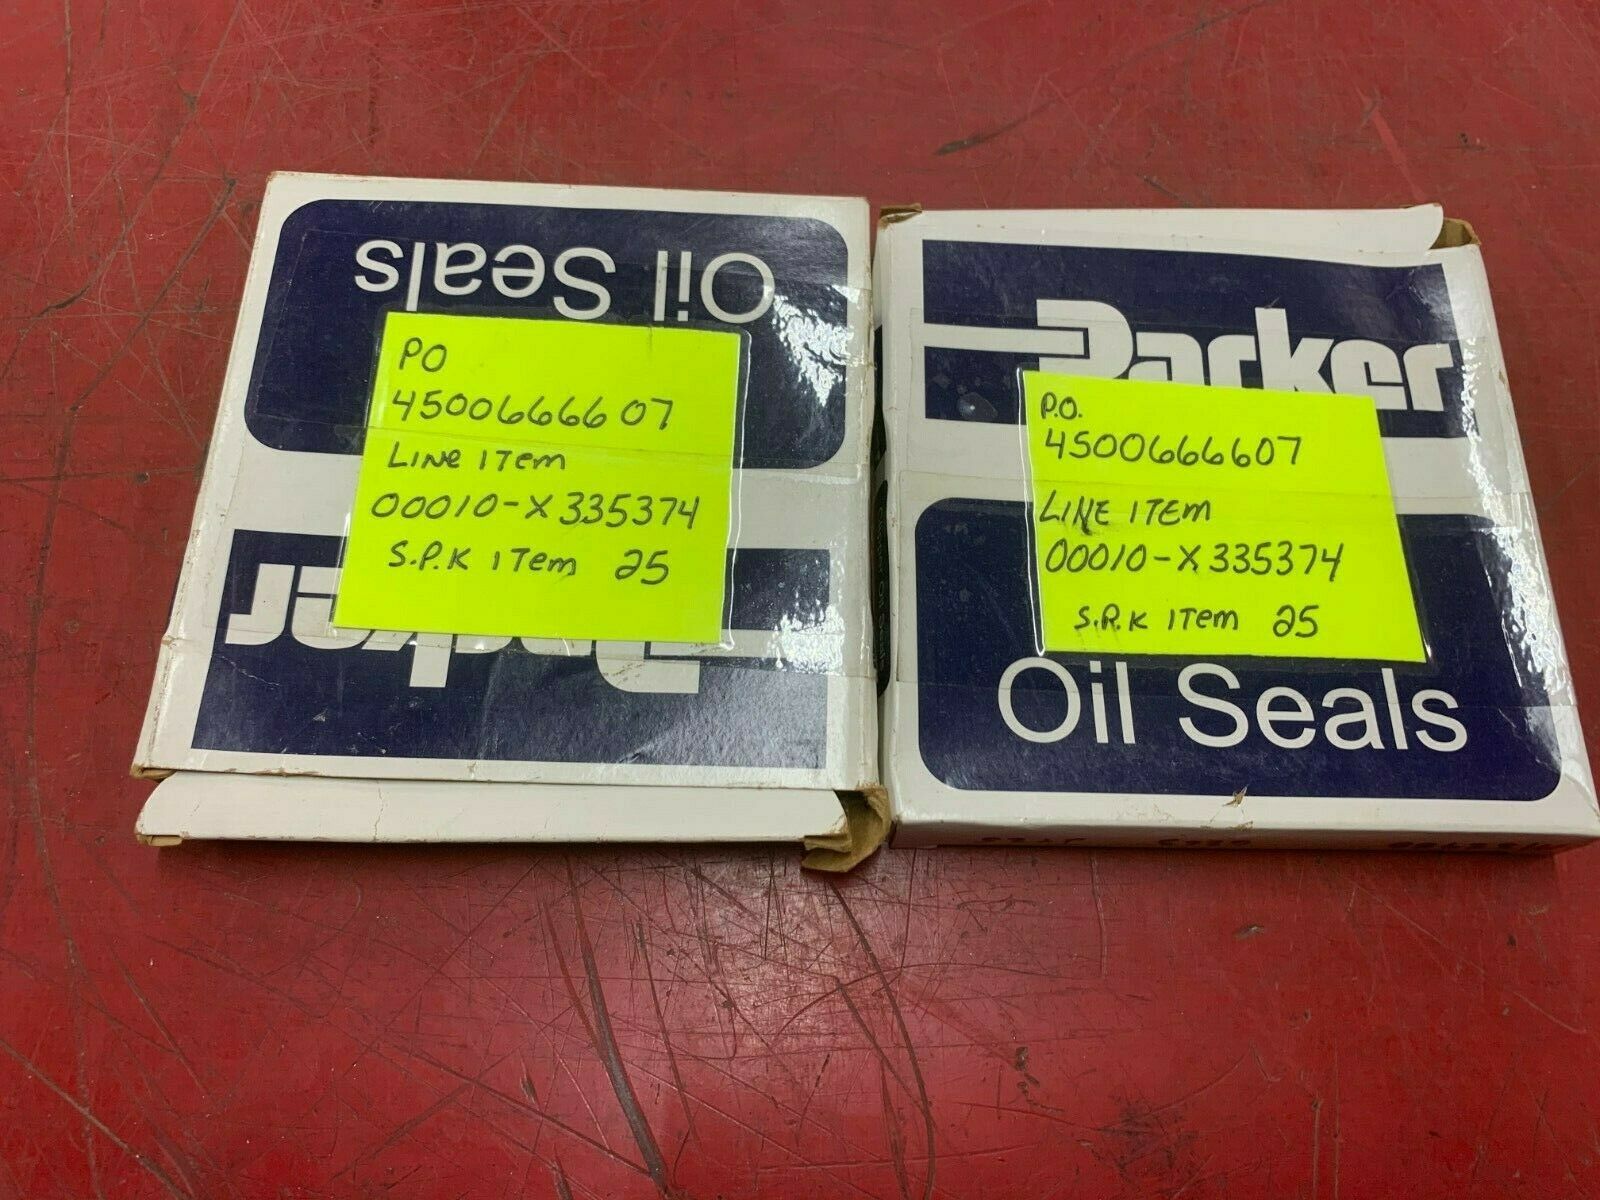 Oil Seals
PO
4500666607
LINE ITEM
00010-X335374
S.P.K ITEM 25
Parker
Parker
P.O.
4500666607
LINE ITEM
00010-X335374
S.P.K ITEM 25
Oil Seals